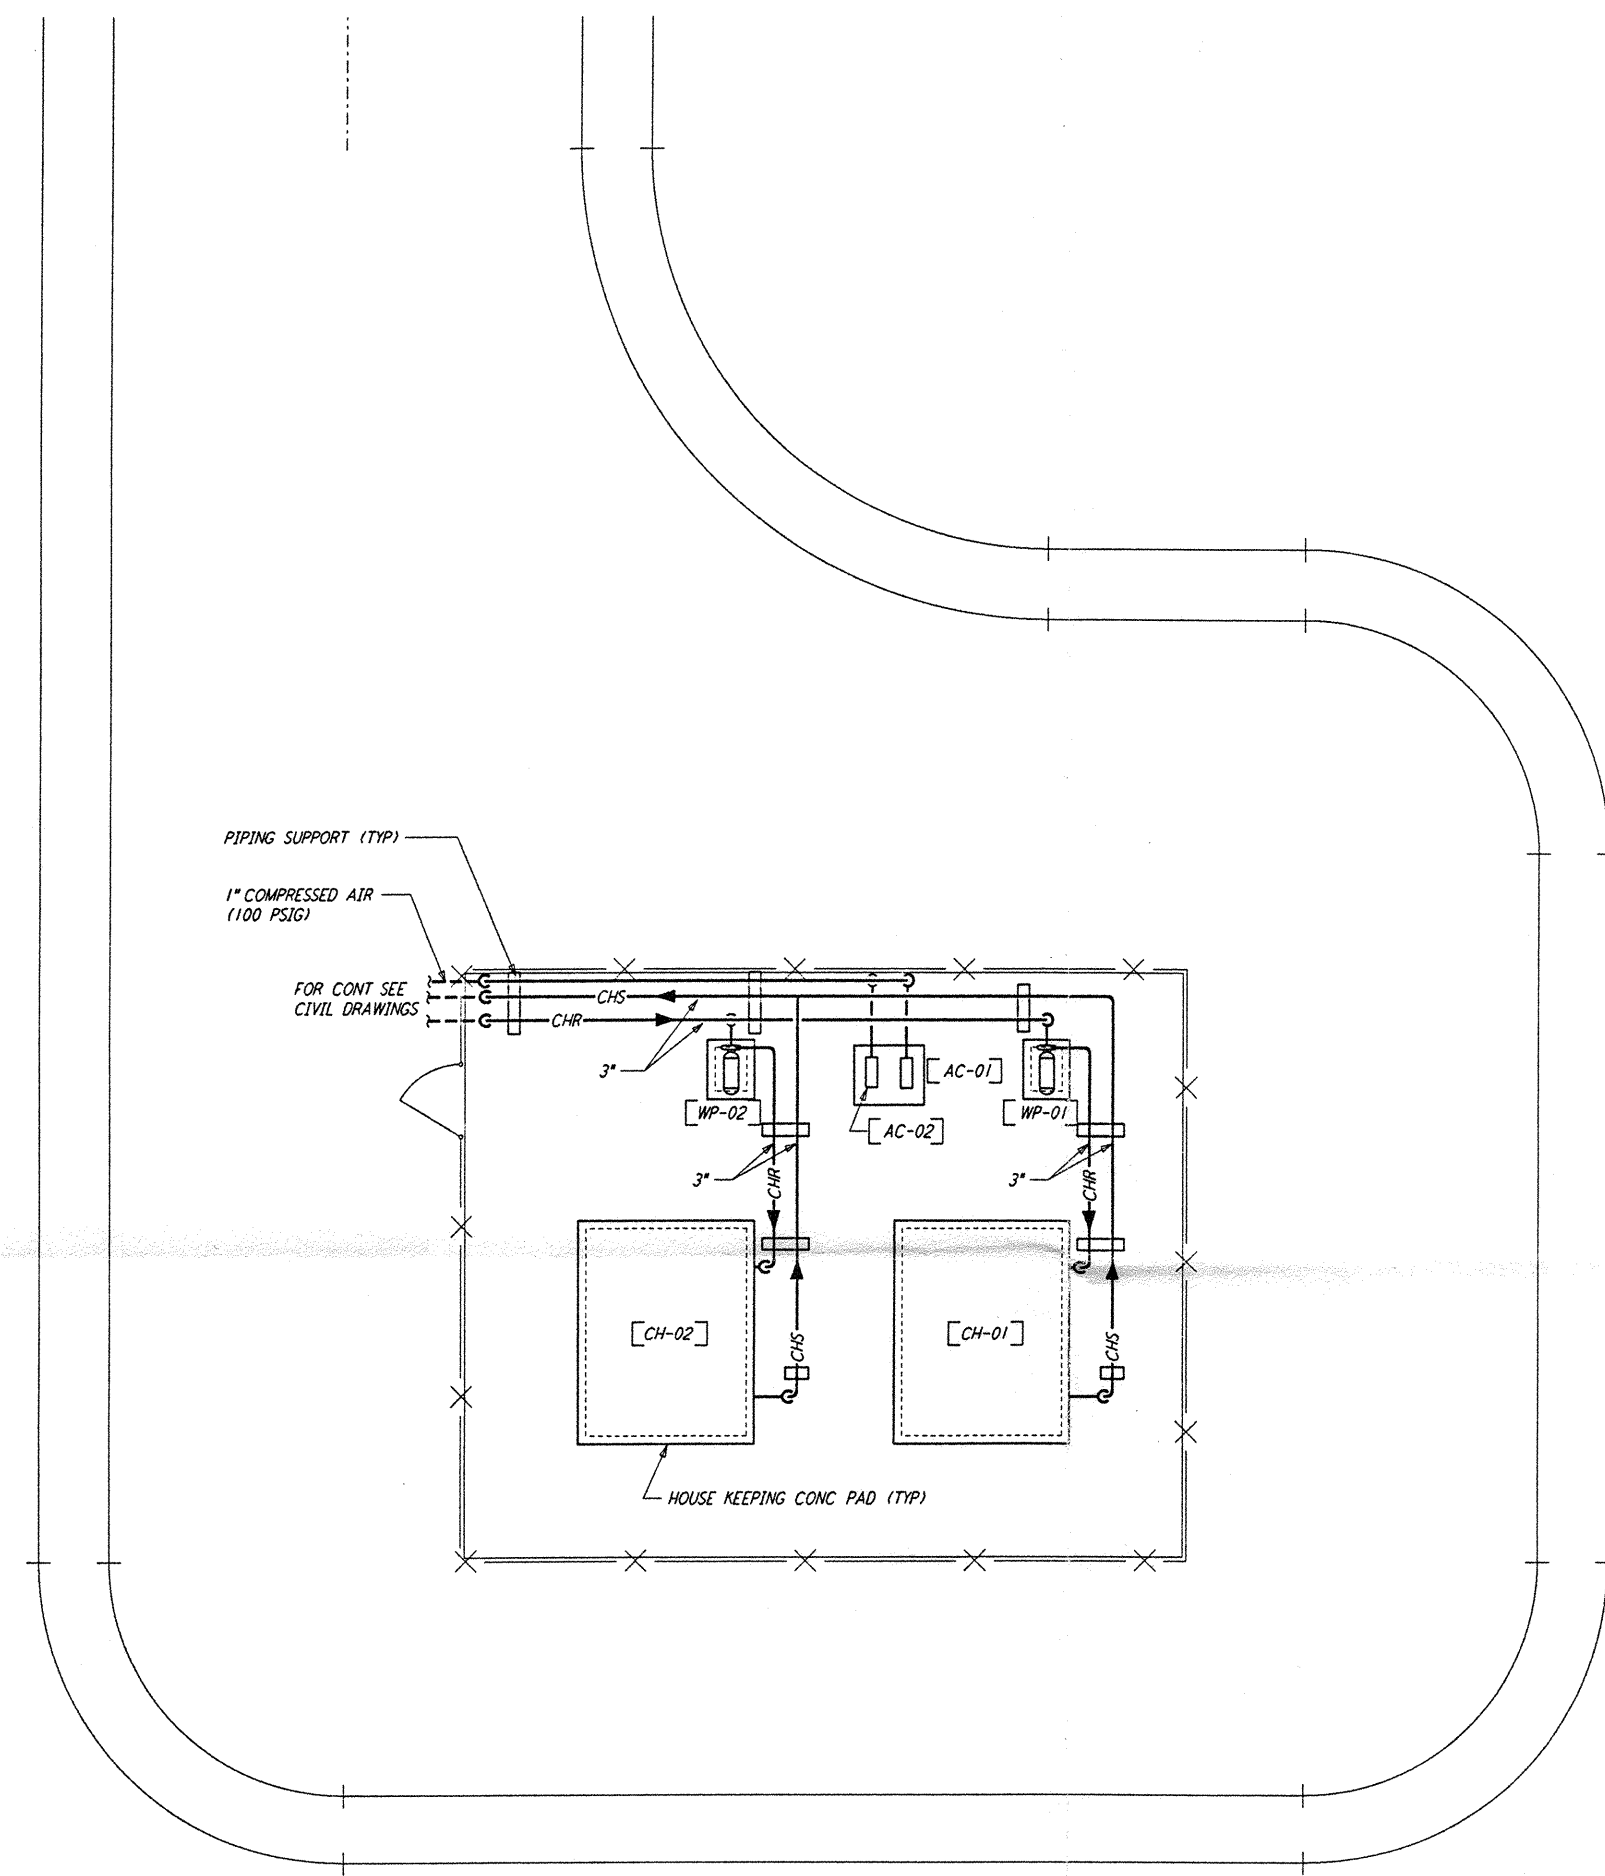 PIPING SUPPORT (TYP)
1" COMPRESSED AIR
(100 PSIG)
FOR CONT SEE
CIVIL DRAWINGS
CHS
CHR
3"
[WP-02]
[AC-01]
[AC-02]
[WP-01]
3"
CHR
3"
CHR
[CH-02]
CHS
[CH-01]
CHS
HOUSE KEEPING CONC PAD (TYP)